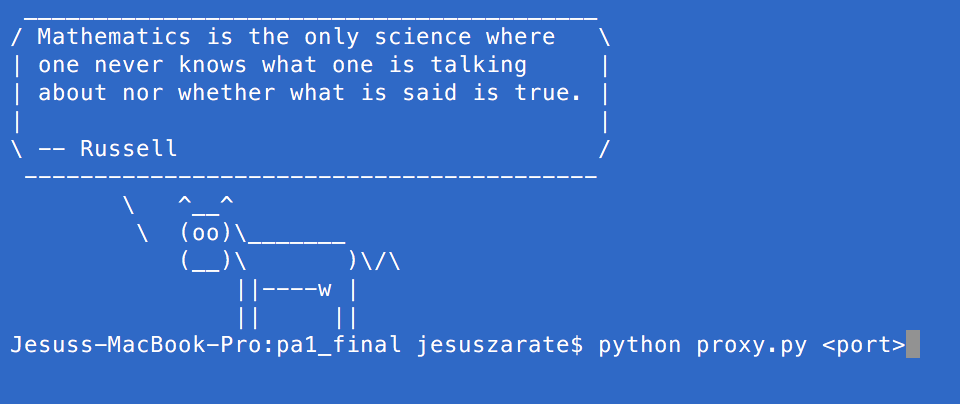 _________________________________________
/ Mathematics is the only science where   \
| one never knows what one is talking     |
| about nor whether what is said is true. |
|                                         |
\ -- Russell                              /
 -----------------------------------------
        \   ^__^
         \  (oo)\_______
            (__)\       )\/\
                ||----w |
                ||     ||
Jesuss-MacBook-Pro:pa1_final jesuszarate$ python proxy.py <port>